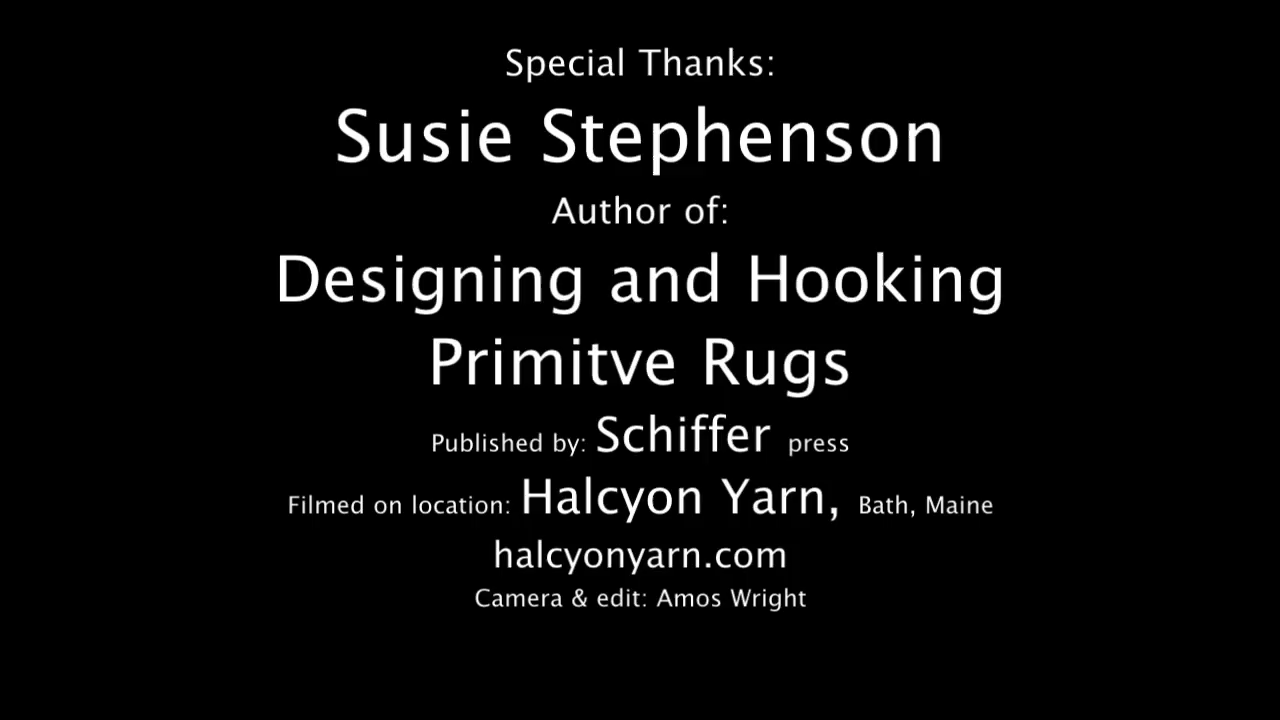 Special Thanks:
Susie Stephenson
Author of:
Designing and Hooking
Primitve Rugs
Published by: Schiffer press
Filmed on location: Halcyon Yarn, Bath, Maine
halcyonyarn.com
Camera & edit: Amos Wright